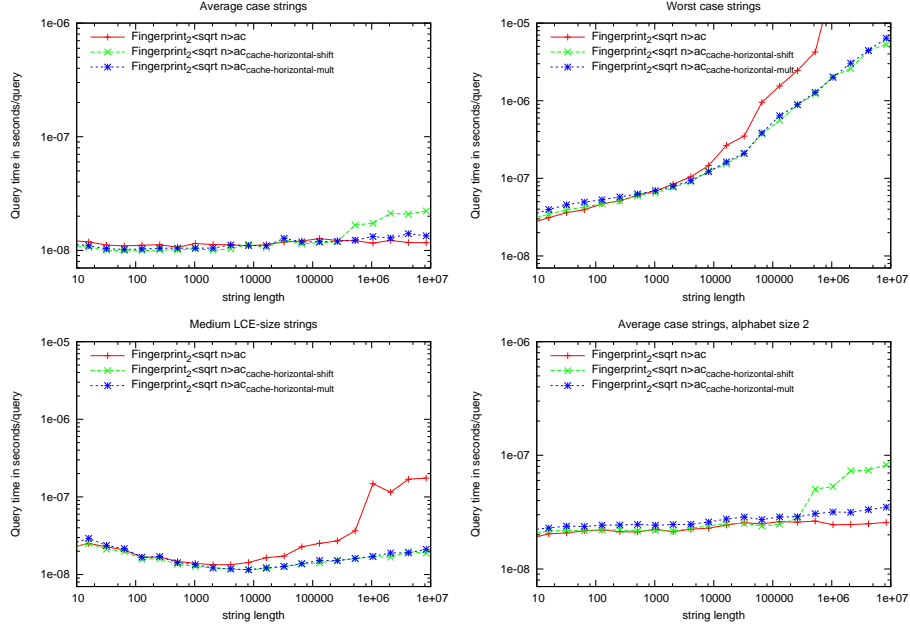 Average case strings
Query time in seconds/query
1e-06
1e-07
1e-08
Fingerprint2<sqrt n>ac
Fingerprint2<sqrt n>accache-horizontal-shift
Fingerprint2<sqrt n>accache-horizontal-mult
10 100 1000 10000 100000 1e+06 1e+07
string length
Worst case strings
Query time in seconds/query
1e-05
1e-06
1e-07
1e-08
Fingerprint2<sqrt n>ac
Fingerprint2<sqrt n>accache-horizontal-shift
Fingerprint2<sqrt n>accache-horizontal-mult
10 100 1000 10000 100000 1e+06 1e+07
string length
Medium LCE-size strings
Query time in seconds/query
1e-05
1e-06
1e-07
1e-08
Fingerprint2<sqrt n>ac
Fingerprint2<sqrt n>accache-horizontal-shift
Fingerprint2<sqrt n>accache-horizontal-mult
10 100 1000 10000 100000 1e+06 1e+07
string length
Average case strings, alphabet size 2
Query time in seconds/query
1e-06
1e-07
1e-08
Fingerprint2<sqrt n>ac
Fingerprint2<sqrt n>accache-horizontal-shift
Fingerprint2<sqrt n>accache-horizontal-mult
10 100 1000 10000 100000 1e+06 1e+07
string length